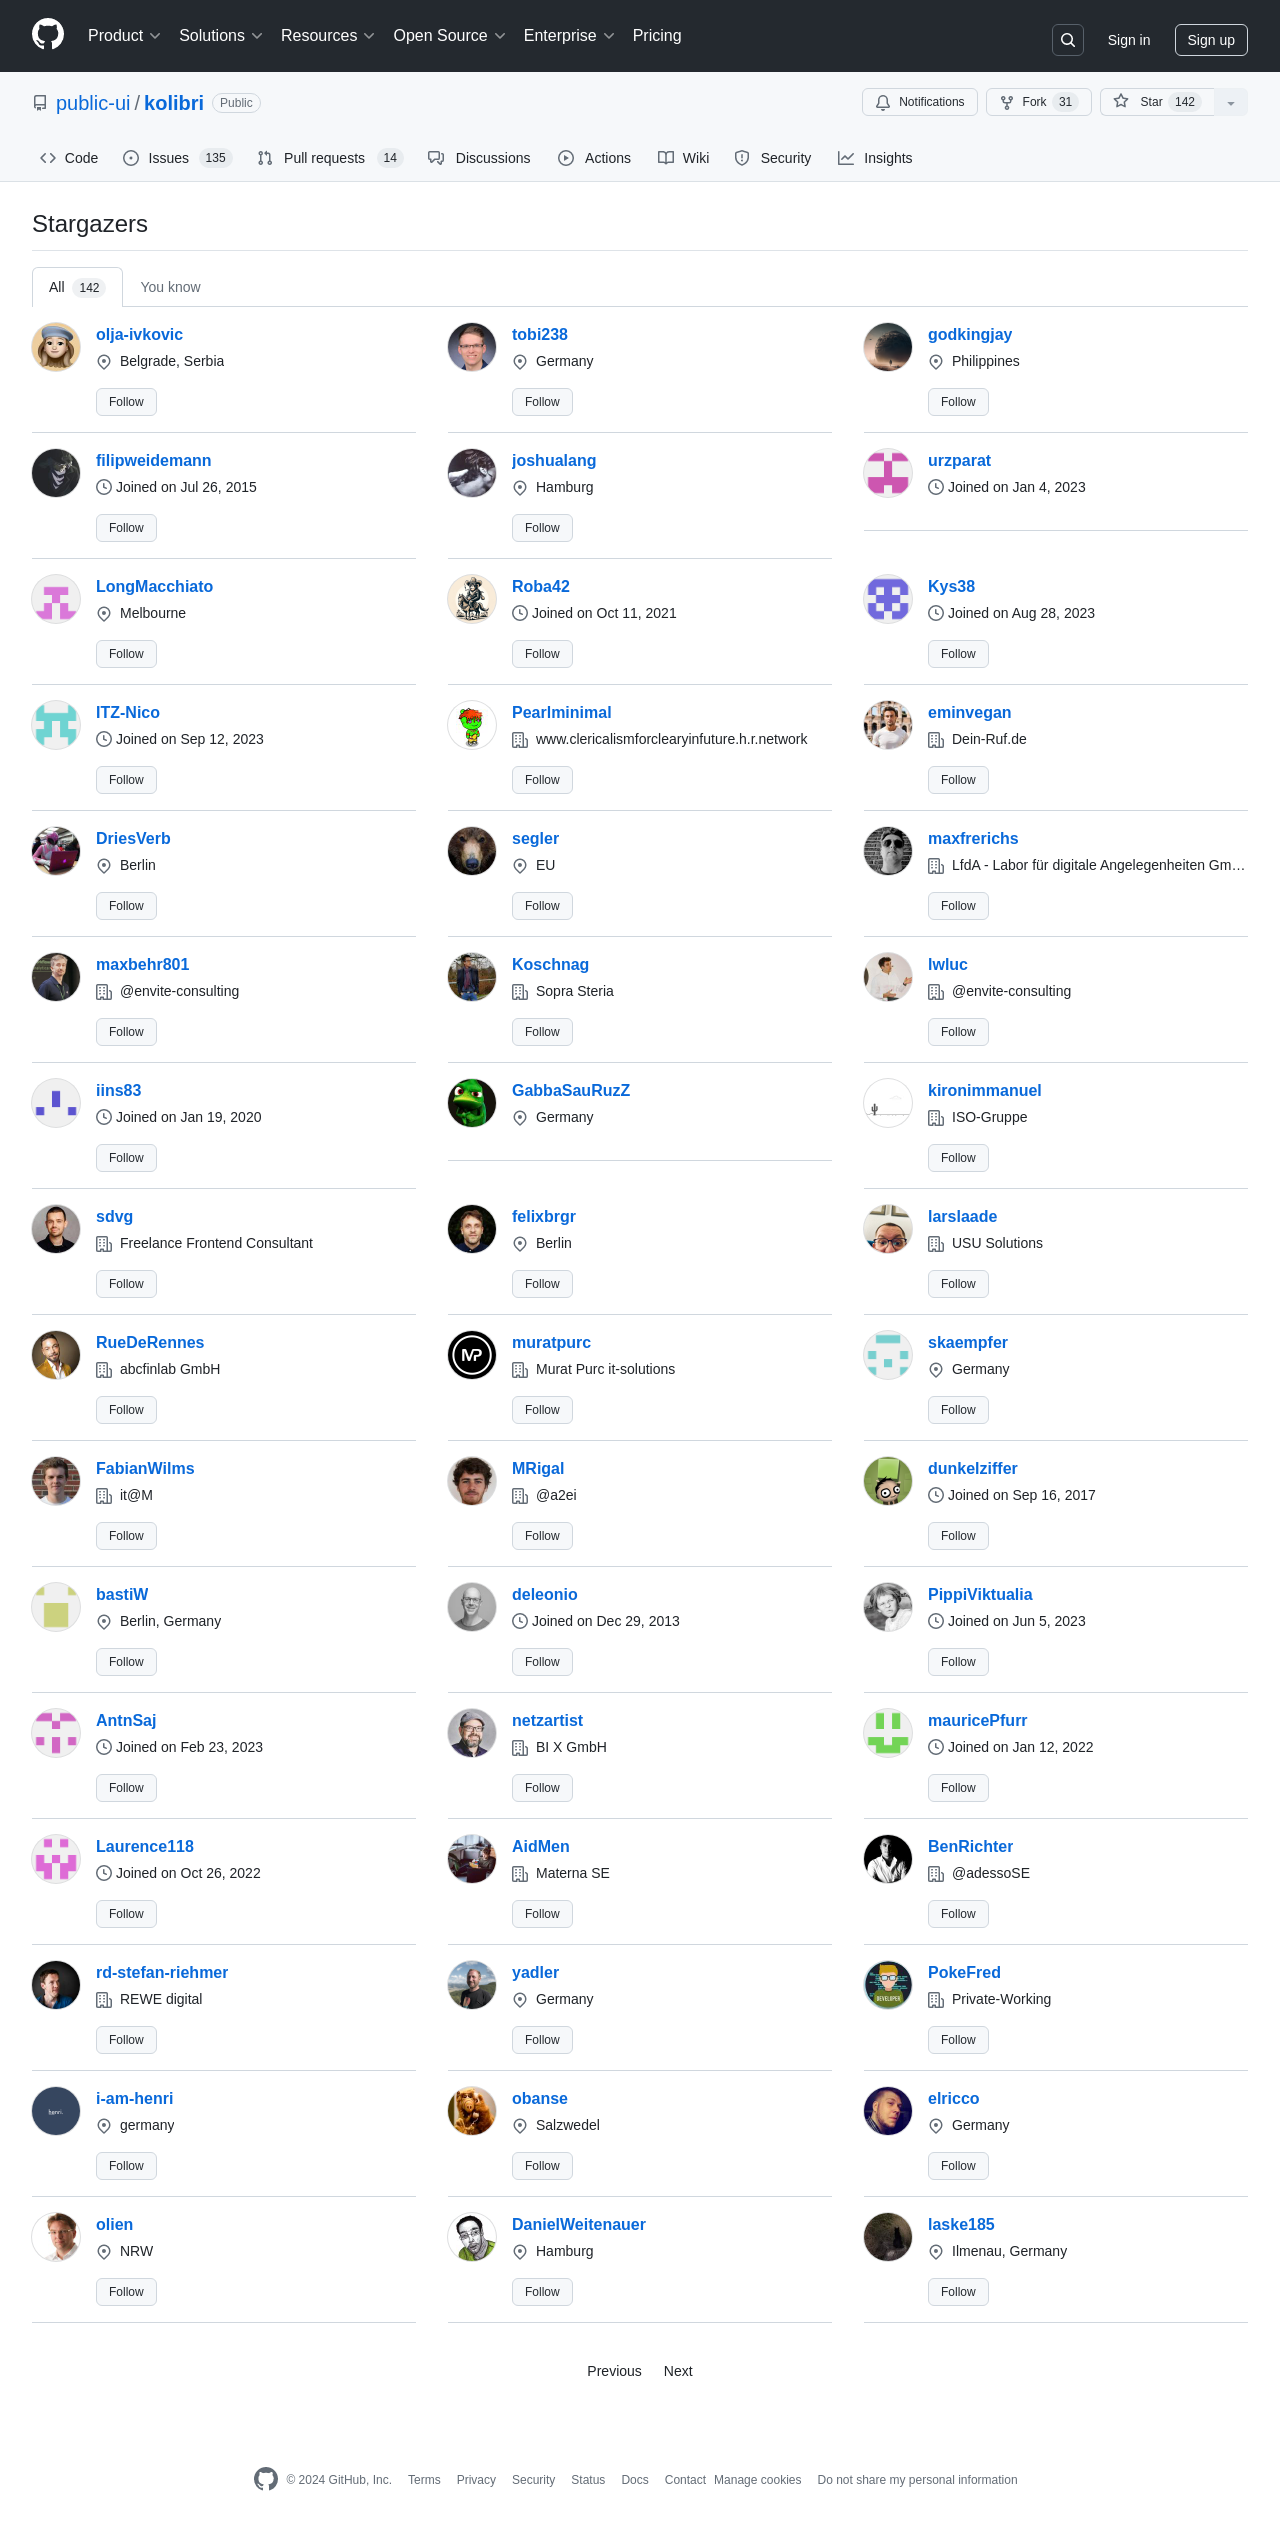 Product Solutions Resources Open Source Enterprise Pricing Sign in Sign up
public-ui / kolibri Public Notifications Fork 31 Star 142
Code Issues 135 Pull requests 14 Discussions Actions Wiki Security Insights
Stargazers
All 142 You know
olja-ivkovic tobi238 godkingjay
Belgrade, Serbia Germany Philippines
Follow Follow Follow
filipweidemann joshualang urzparat
Joined on Jul 26, 2015 Hamburg Joined on Jan 4, 2023
Follow Follow
LongMacchiato Roba42 Kys38
Melbourne Joined on Oct 11, 2021 Joined on Aug 28, 2023
Follow Follow Follow
ITZ-Nico Pearlminimal eminvegan
Joined on Sep 12, 2023 www.clericalismforclearyinfuture.h.r.network Dein-Ruf.de
Follow Follow Follow
DriesVerb segler maxfrerichs
Berlin EU LfdA - Labor für digitale Angelegenheiten Gm…
Follow Follow Follow
maxbehr801 Koschnag lwluc
@envite-consulting Sopra Steria @envite-consulting
Follow Follow Follow
iins83 GabbaSauRuzZ kironimmanuel
Joined on Jan 19, 2020 Germany ISO-Gruppe
Follow Follow
sdvg felixbrgr larslaade
Freelance Frontend Consultant Berlin USU Solutions
Follow Follow Follow
RueDeRennes muratpurc skaempfer
abcfinlab GmbH Murat Purc it-solutions Germany
Follow Follow Follow
FabianWilms MRigal dunkelziffer
it@M @a2ei Joined on Sep 16, 2017
Follow Follow Follow
bastiW deleonio PippiViktualia
Berlin, Germany Joined on Dec 29, 2013 Joined on Jun 5, 2023
Follow Follow Follow
AntnSaj netzartist mauricePfurr
Joined on Feb 23, 2023 BI X GmbH Joined on Jan 12, 2022
Follow Follow Follow
Laurence118 AidMen BenRichter
Joined on Oct 26, 2022 Materna SE @adessoSE
Follow Follow Follow
rd-stefan-riehmer yadler PokeFred
REWE digital Germany Private-Working
Follow Follow Follow
i-am-henri obanse elricco
germany Salzwedel Germany
Follow Follow Follow
olien DanielWeitenauer laske185
NRW Hamburg Ilmenau, Germany
Follow Follow Follow
Previous Next
© 2024 GitHub, Inc. Terms Privacy Security Status Docs Contact Manage cookies Do not share my personal information